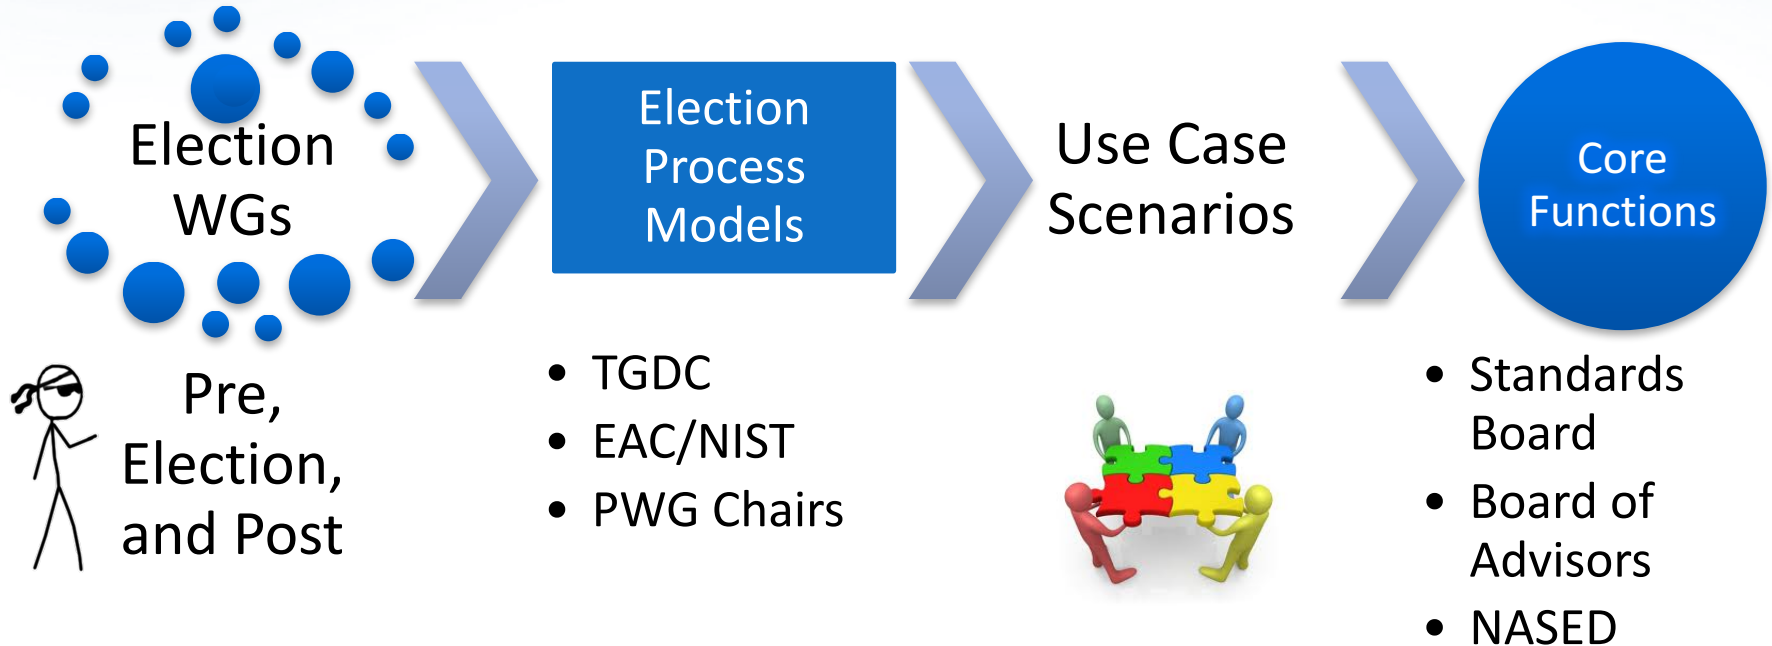 Election
WGs
Pre,
Election,
and Post
Election
Process
Models
• TGDC
• EAC/NIST
• PWG Chairs
Use Case
Scenarios
Core
Functions
• Standards
Board
• Board of
Advisors
• NASED